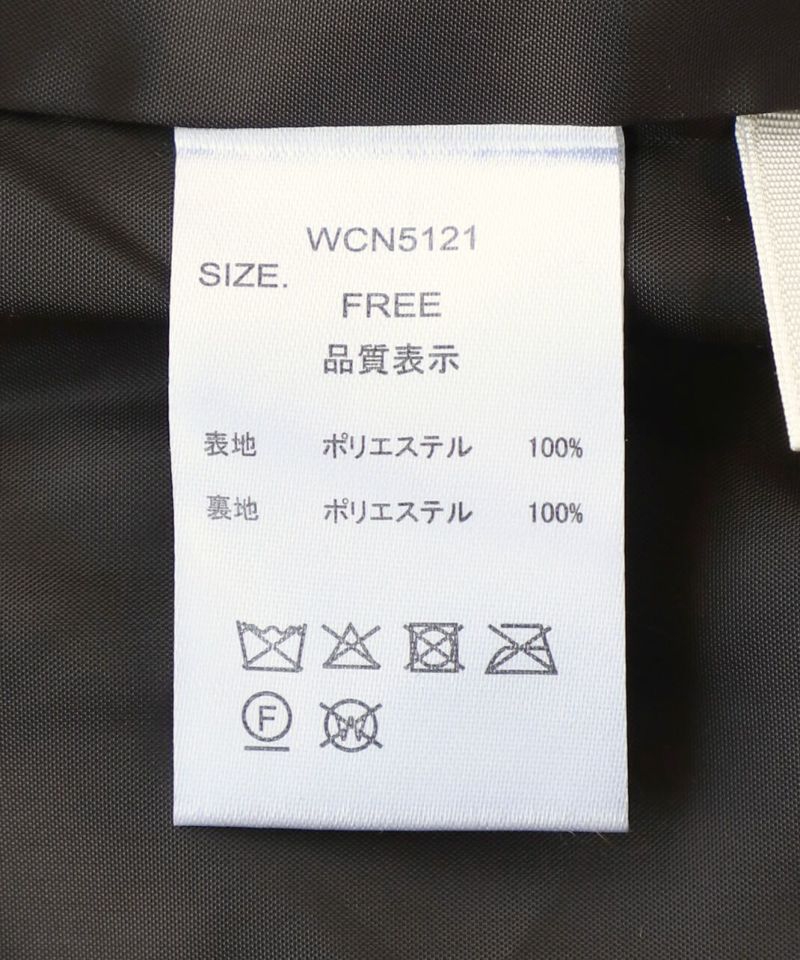 WCN5121
SIZE.
FREE
品質表示
表地 ポリエステル 100%
裏地 ポリエステル 100%
F
W